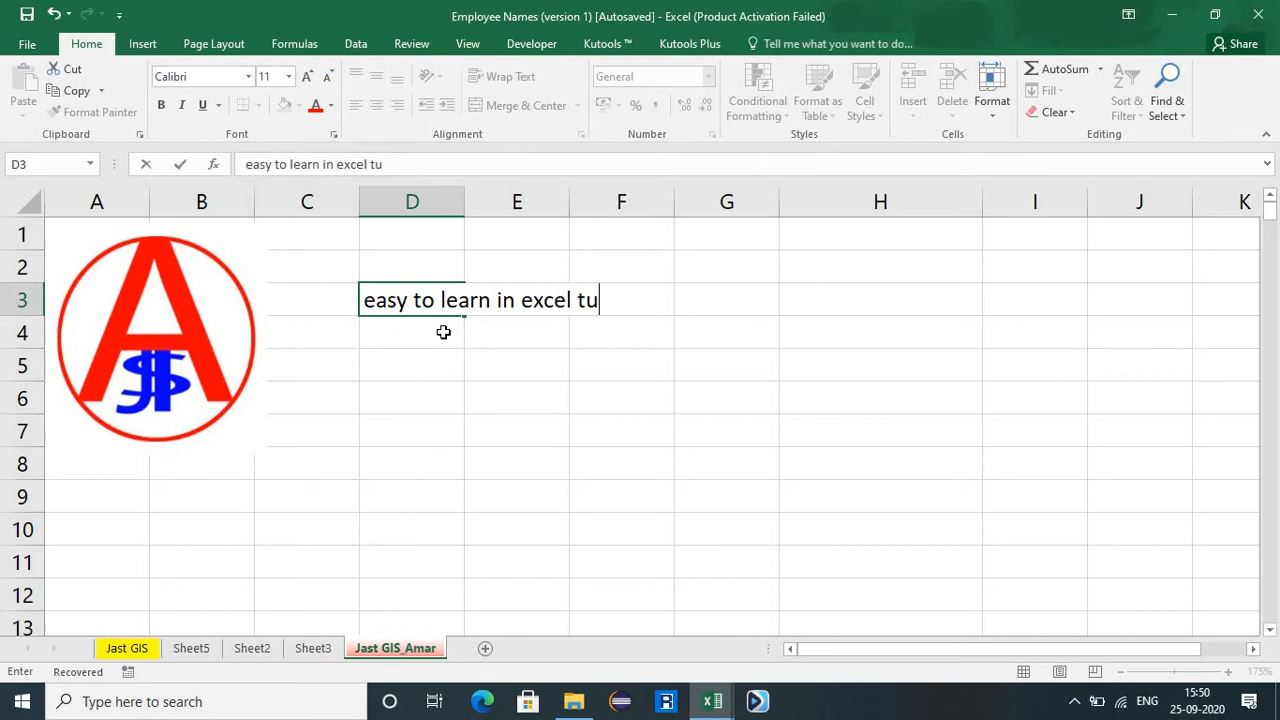 Employee Names (version 1) [Autosaved] - Excel (Product Activation Failed)
File Home Insert Page Layout Formulas Data Review View Developer Kutools ™ Kutools Plus Tell me what you want to do... Share
Paste
Cut
Copy
Format Painter
Calibri 11
B I U
A A
A
Wrap Text
Merge & Center
General
%
Conditional Formatting
Format as Table
Cell Styles
Insert
Delete
Format
AutoSum
Fill
Clear
Sort & Filter
Find & Select
Clipboard Font Alignment Number Styles Cells Editing
D3 fx easy to learn in excel tu
A B C D E F G H I J K
1
2
3 easy to learn in excel tu
4
5
6
7
8
9
10
11
12
13
A
JS
Jast GIS Sheet5 Sheet2 Sheet3 Jast GIS_Amar
Enter Recovered 175%
Type here to search
ENG
15:50
25-09-2020